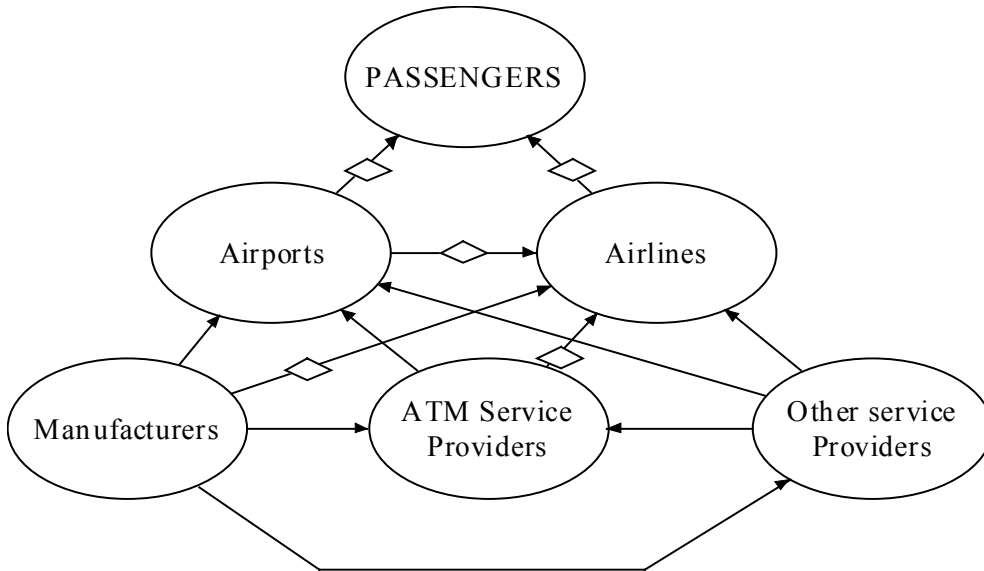 PASSENGERS
Airports
Airlines
Manufacturers
ATM Service
Providers
Other service
Providers